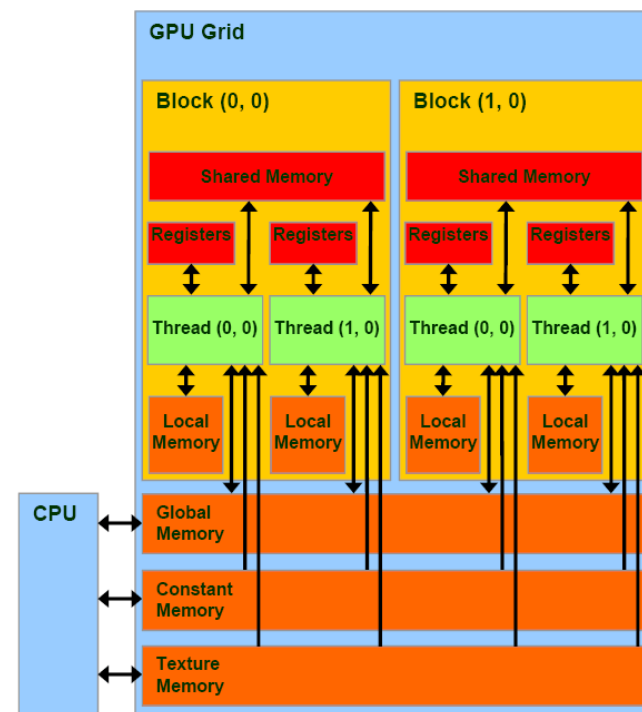 GPU Grid
Block (0, 0)
Block (1, 0)
Shared Memory
Shared Memory
Registers
Registers
Registers
Registers
Thread (0, 0)
Thread (1, 0)
Thread (0, 0)
Thread (1, 0)
Local
Memory
Local
Memory
Local
Memory
Local
Memory
CPU
Global
Memory
Constant
Memory
Texture
Memory